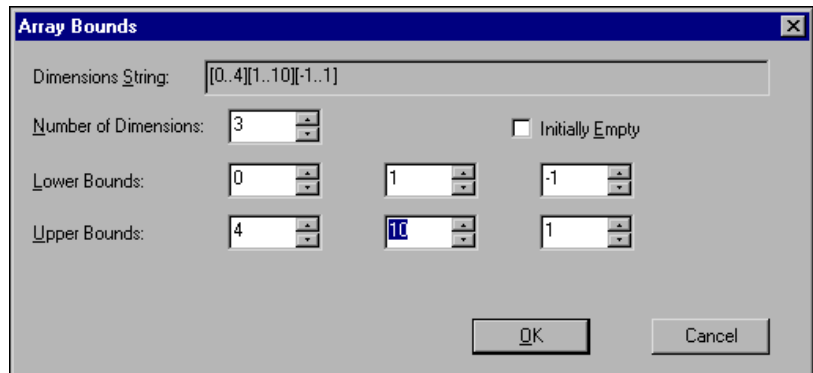 Array Bounds
Dimensions String: [0..4][1..10][-1..1]
Number of Dimensions: 3 Initially Empty
Lower Bounds: 0 1 -1
Upper Bounds: 4 10 1
OK Cancel